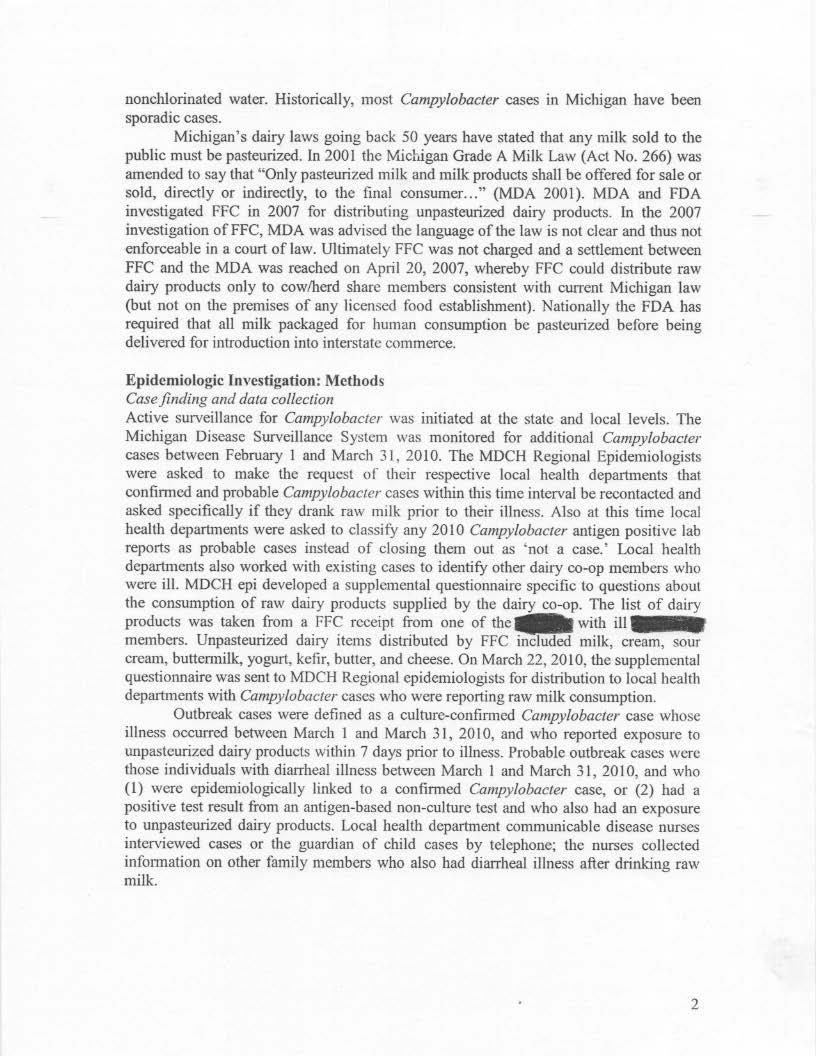 nonchlorinated water. Historically, most Campylobacter cases in Michigan have been
sporadic cases.
Michigan's dairy laws going back 50 years have stated that any milk sold to the
public must be pasteurized. In 2001 the Michigan Grade A Milk Law (Act No. 266) was
amended to say that “Only pasteurized milk and milk products shall be offered for sale or
sold, directly or indirectly, to the final consumer...” (MDA 2001). MDA and FDA
investigated FFC in 2007 for distributing unpasteurized dairy products. In the 2007
investigation of FFC, MDA was advised the language of the law is not clear and thus not
enforceable in a court of law. Ultimately FFC was not charged and a settlement between
FFC and the MDA was reached on April 20, 2007, whereby FFC could distribute raw
dairy products only to cow/herd share members consistent with current Michigan law
(but not on the premises of any licensed food establishment). Nationally the FDA has
required that all milk packaged for human consumption be pasteurized before being
delivered for introduction into interstate commerce.
Epidemiologic Investigation: Methods
Case finding and data collection
Active surveillance for Campylobacter was initiated at the state and local levels. The
Michigan Disease Surveillance System was monitored for additional Campylobacter
cases between February 1 and March 31, 2010. The MDCH Regional Epidemiologists
were asked to make the request of their respective local health departments that
confirmed and probable Campylobacter cases within this time interval be recontacted and
asked specifically if they drank raw milk prior to their illness. Also at this time local
health departments were asked to classify any 2010 Campylobacter antigen positive lab
reports as probable cases instead of closing them out as ‘not a case.’ Local health
departments also worked with existing cases to identify other dairy co-op members who
were ill. MDCH epi developed a supplemental questionnaire specific to questions about
the consumption of raw dairy products supplied by the dairy co-op. The list of dairy
products was taken from a FFC receipt from one of the with ill
members. Unpasteurized dairy items distributed by FFC included milk, cream, sour
cream, buttermilk, yogurt, kefir, butter, and cheese. On March 22, 2010, the supplemental
questionnaire was sent to MDCH Regional epidemiologists for distribution to local health
departments with Campylobacter cases who were reporting raw milk consumption.
Outbreak cases were defined as a culture-confirmed Campylobacter case whose
illness occurred between March 1 and March 31, 2010, and who reported exposure to
unpasteurized dairy products within 7 days prior to illness. Probable outbreak cases were
those individuals with diarrheal illness between March 1 and March 31, 2010, and who
(1) were epidemiologically linked to a confirmed Campylobacter case, or (2) had a
positive test result from an antigen-based non-culture test and who also had an exposure
to unpasteurized dairy products. Local health department communicable disease nurses
interviewed cases or the guardian of child cases by telephone; the nurses collected
information on other family members who also had diarrheal illness after drinking raw
milk.
2